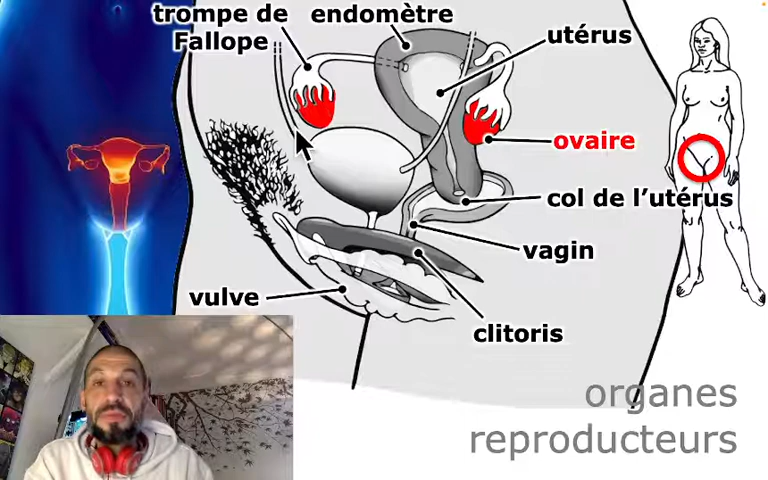 trompe de
Fallope
endomètre
utérus
ovaire
col de l'utérus
vagin
vulve
clitoris
organes
reproducteurs